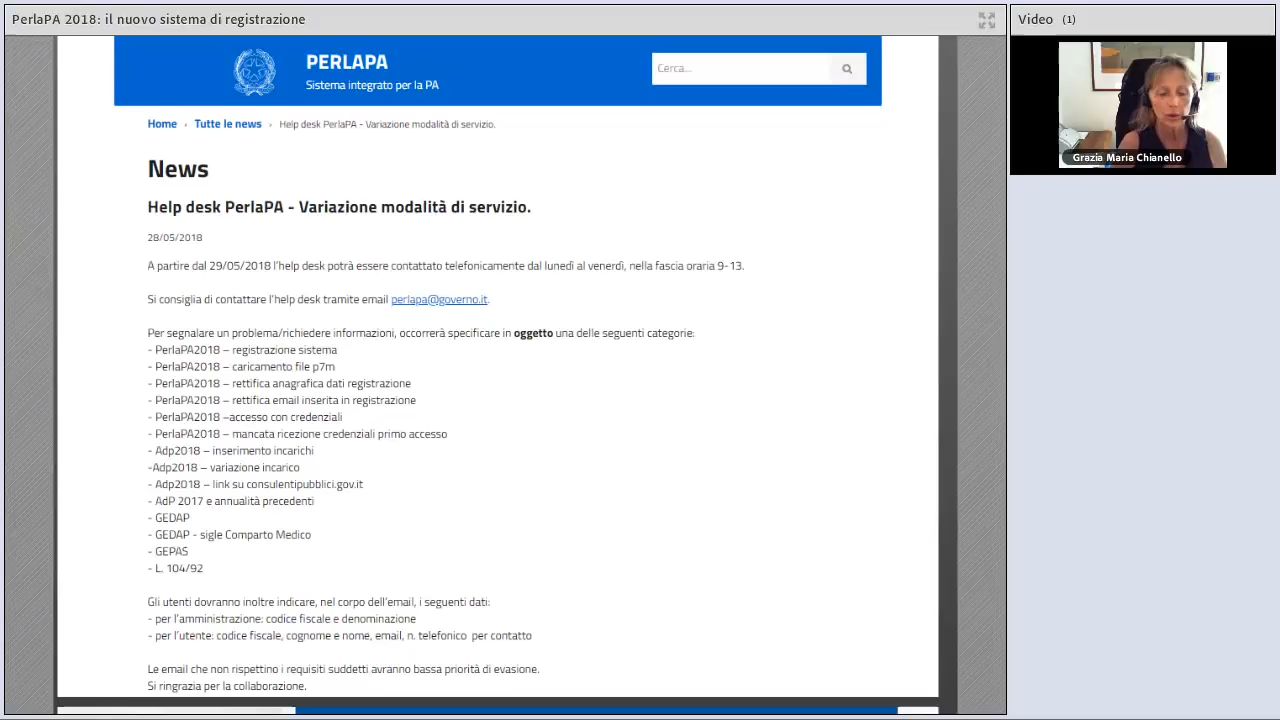 PerlaPA 2018: il nuovo sistema di registrazione
Video (1)
PERLAPA
Sistema integrato per la PA
Cerca...
Grazia Maria Chianello
Home › Tutte le news › Help desk PerlaPA - Variazione modalità di servizio.
News
Help desk PerlaPA - Variazione modalità di servizio.
28/05/2018
A partire dal 29/05/2018 l'help desk potrà essere contattato telefonicamente dal lunedì al venerdì, nella fascia oraria 9-13.
Si consiglia di contattare l'help desk tramite email perlapa@governo.it.
Per segnalare un problema/richiedere informazioni, occorrerà specificare in oggetto una delle seguenti categorie:
- PerlaPA2018 – registrazione sistema
- PerlaPA2018 – caricamento file p7m
- PerlaPA2018 – rettifica anagrafica dati registrazione
- PerlaPA2018 – rettifica email inserita in registrazione
- PerlaPA2018 –accesso con credenziali
- PerlaPA2018 – mancata ricezione credenziali primo accesso
- Adp2018 – inserimento incarichi
-Adp2018 – variazione incarico
- Adp2018 – link su consulentipubblici.gov.it
- AdP 2017 e annualità precedenti
- GEDAP
- GEDAP - sigle Comparto Medico
- GEPAS
- L. 104/92
Gli utenti dovranno inoltre indicare, nel corpo dell'email, i seguenti dati:
- per l'amministrazione: codice fiscale e denominazione
- per l'utente: codice fiscale, cognome e nome, email, n. telefonico per contatto
Le email che non rispettino i requisiti suddetti avranno bassa priorità di evasione.
Si ringrazia per la collaborazione.